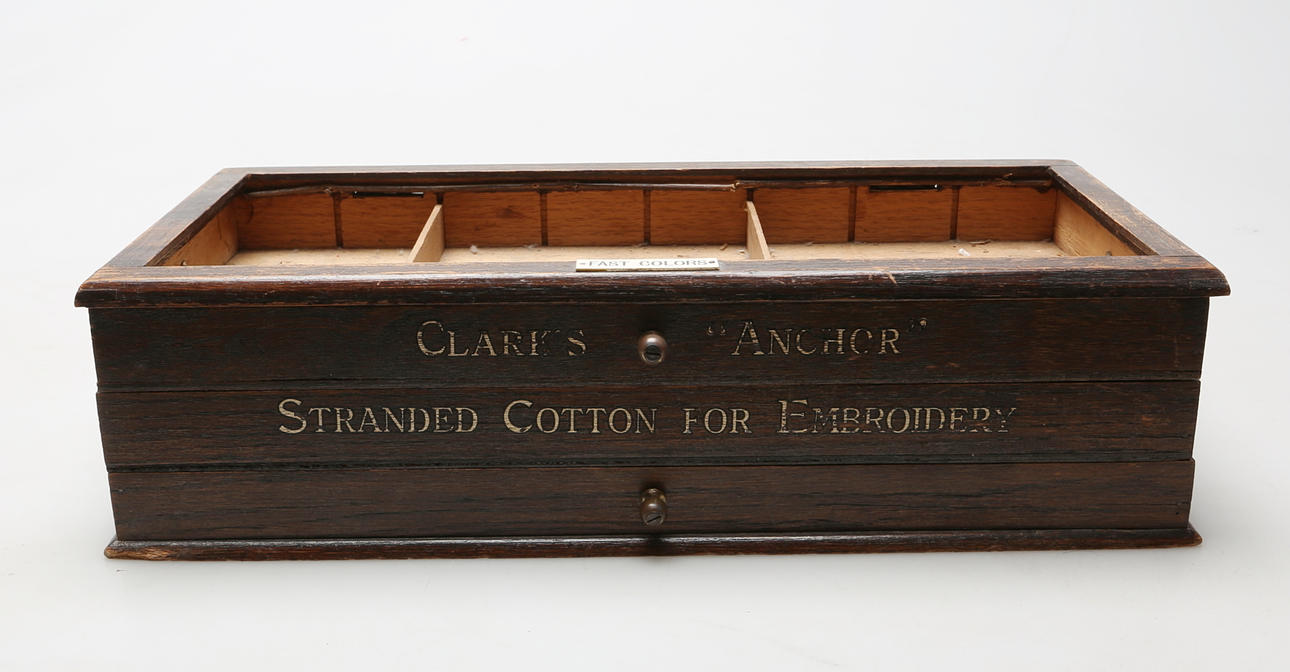 FAST COLORS
CLARK'S "ANCHOR"
STRANDED COTTON FOR EMBROIDERY